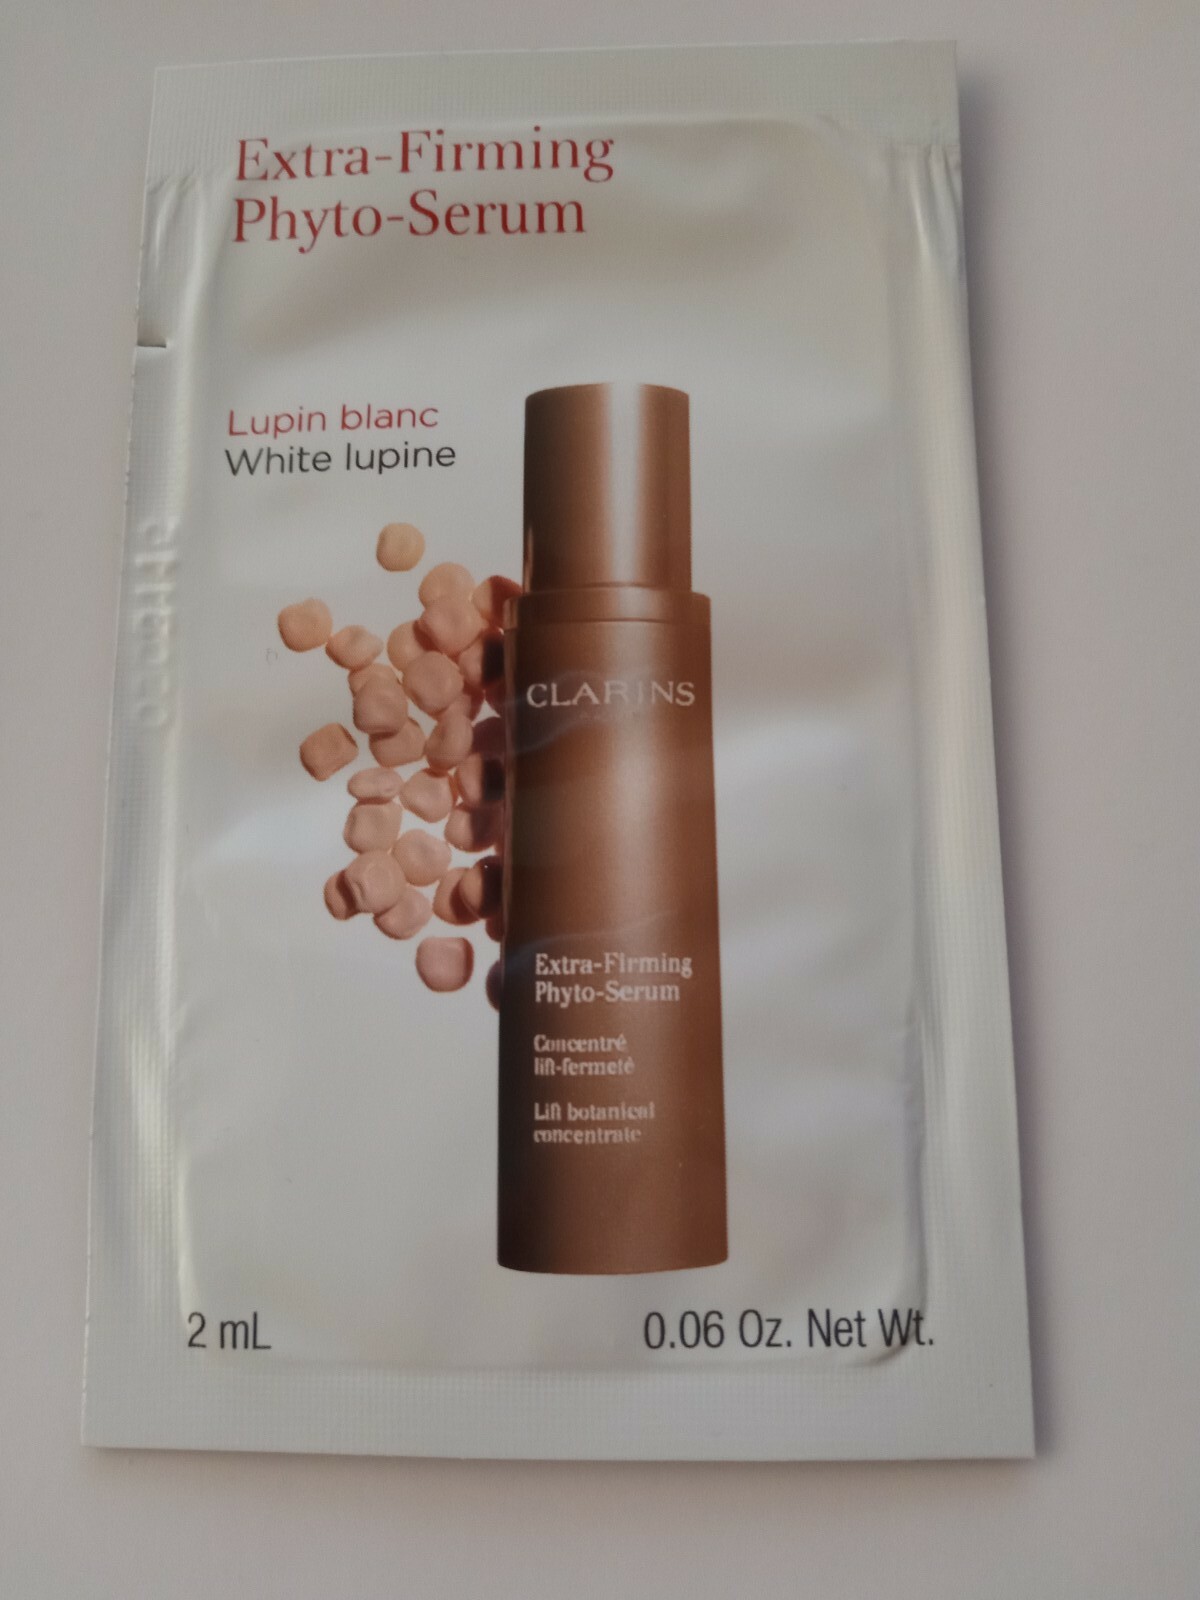 Extra-Firming
Phyto-Serum
Lupin blanc
White lupine
CLARINS
Extra-Firming
Phyto-Serum
Concentré
lift-fermeté
Lift botanical
concentrate
2 mL
0.06 Oz. Net Wt.